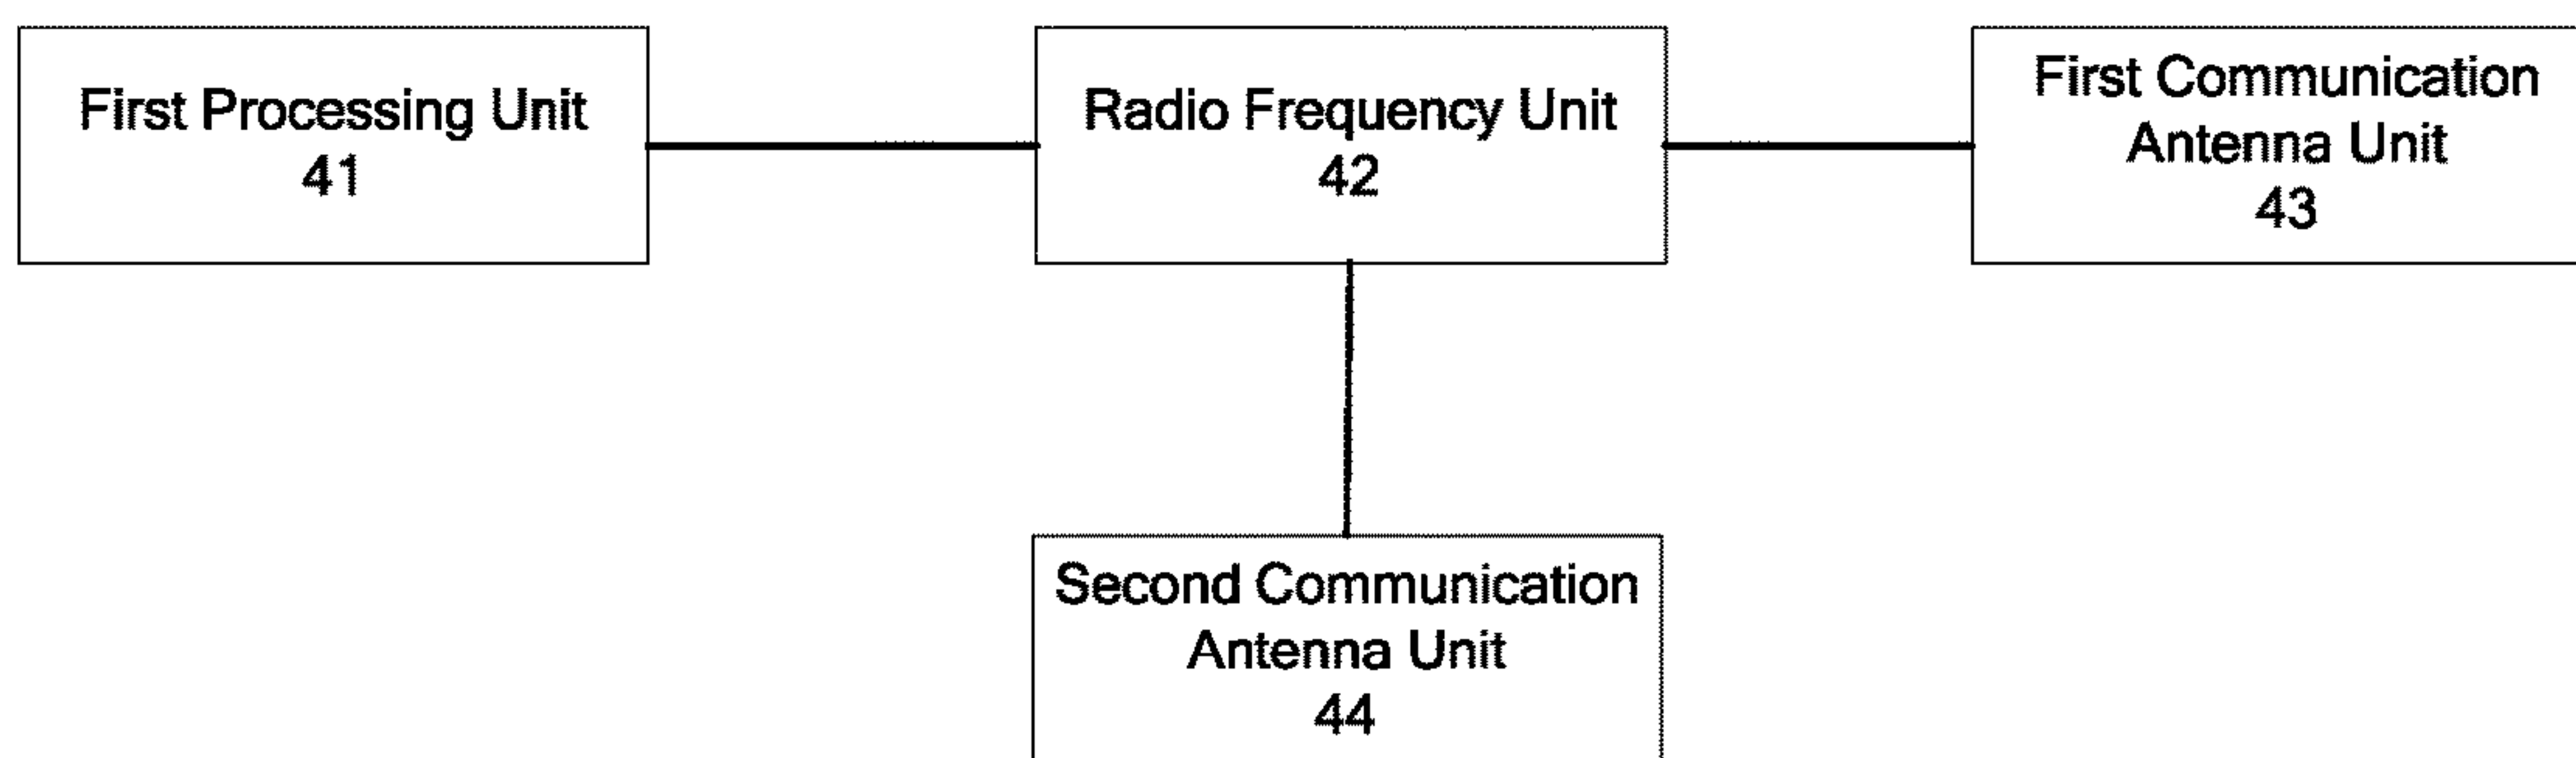 First Processing Unit
41
Radio Frequency Unit
42
First Communication
Antenna Unit
43
Second Communication
Antenna Unit
44